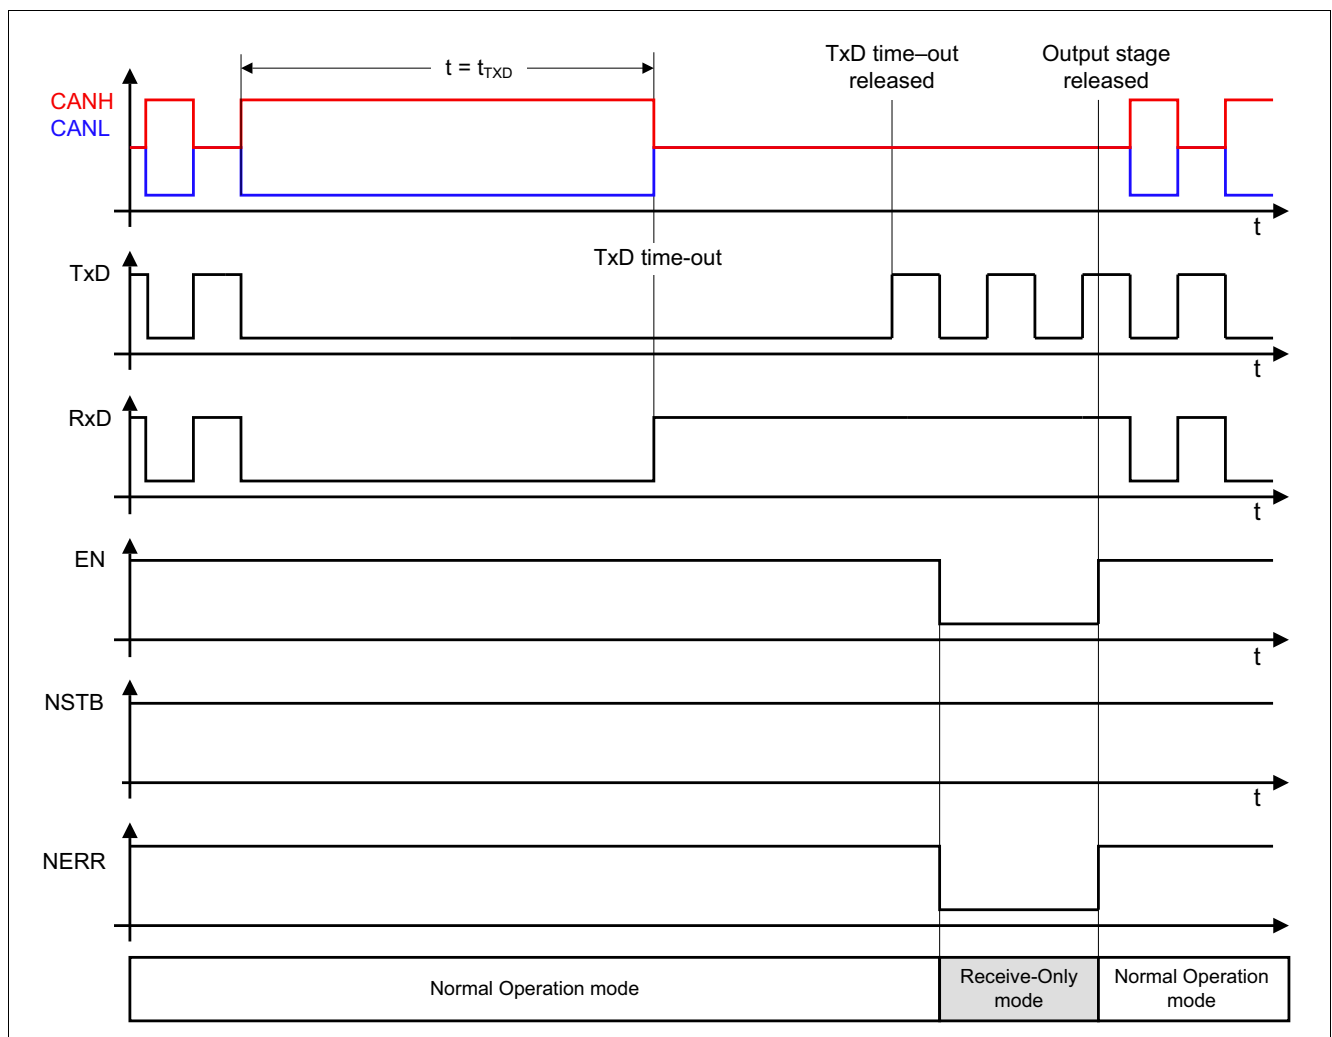 TxD time–out
released
Output stage
released
t = tTXD
CANH
CANL
t
TxD time-out
TxD
t
RxD
t
EN
t
NSTB
t
NERR
Normal Operation mode
Receive-Only
mode
Normal Operation
mode